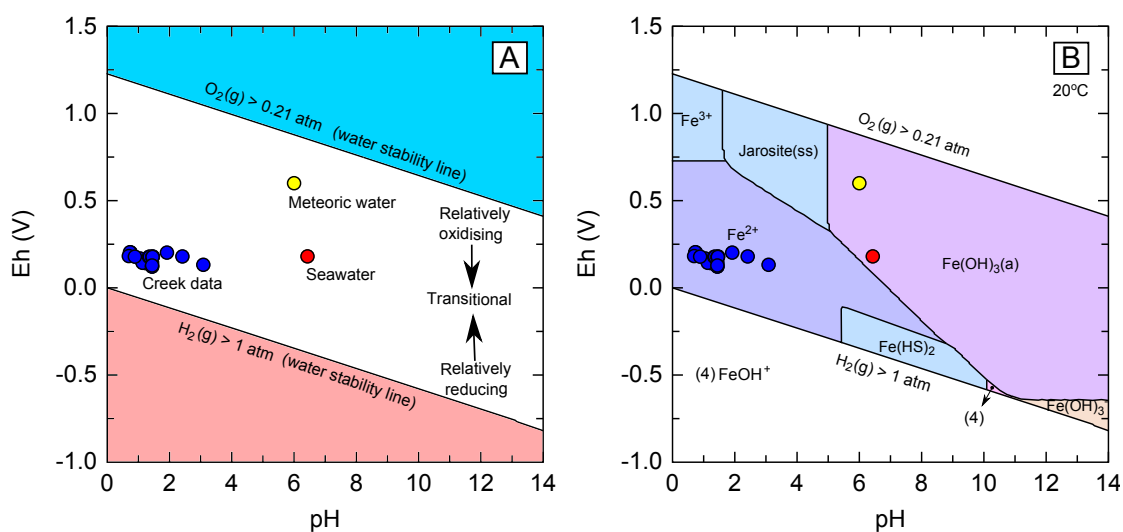 A
1.5
1.0
0.5
0.0
-0.5
-1.0
Eh (V)
0
2
4
6
8
10
12
14
pH
O₂(g) > 0.21 atm (water stability line)
Meteoric water
Relatively
oxidising
Seawater
Creek data
Transitional
H₂(g) > 1 atm (water stability line)
Relatively
reducing
B
20ºC
1.5
1.0
0.5
0.0
-0.5
-1.0
Eh (V)
0
2
4
6
8
10
12
14
pH
Fe³⁺
O₂(g) > 0.21 atm
Jarosite(ss)
Fe²⁺
Fe(OH)₃(a)
Fe(HS)₂
H₂(g) > 1 atm
(4) FeOH⁺
(4)
Fe(OH)₃⁻